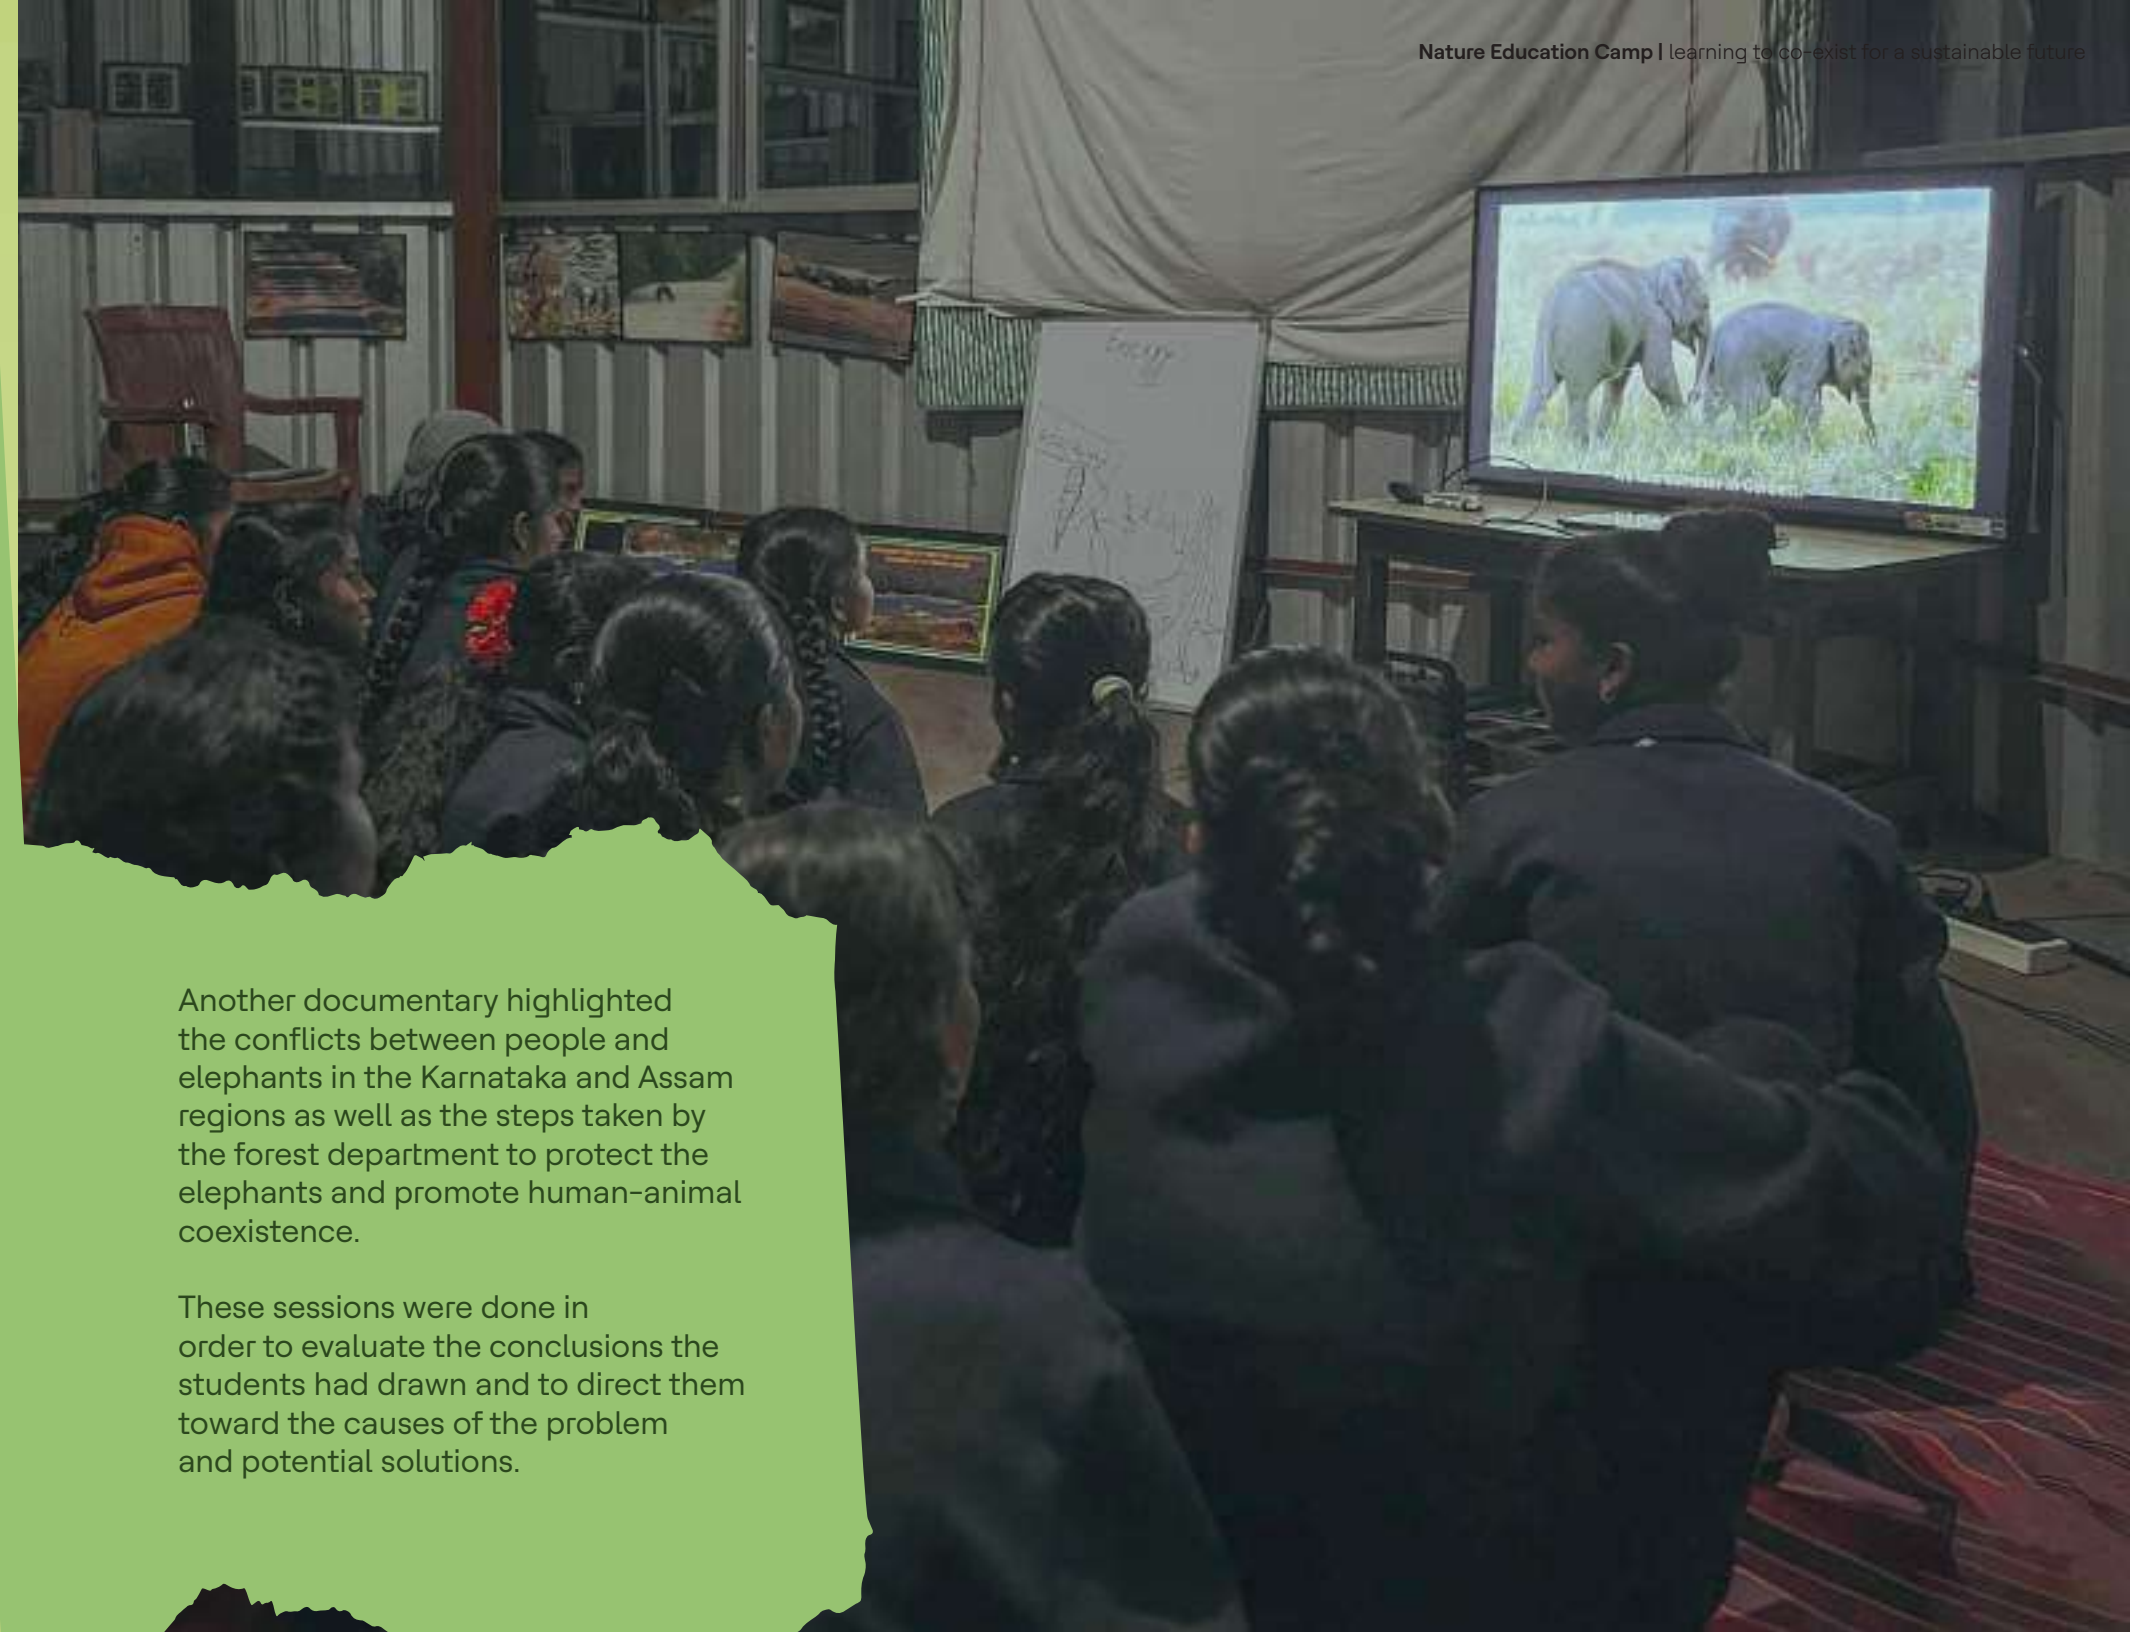 Nature Education Camp | learning to co-exist for a sustainable future
Energy
Another documentary highlighted
the conflicts between people and
elephants in the Karnataka and Assam
regions as well as the steps taken by
the forest department to protect the
elephants and promote human-animal
coexistence.
These sessions were done in
order to evaluate the conclusions the
students had drawn and to direct them
toward the causes of the problem
and potential solutions.